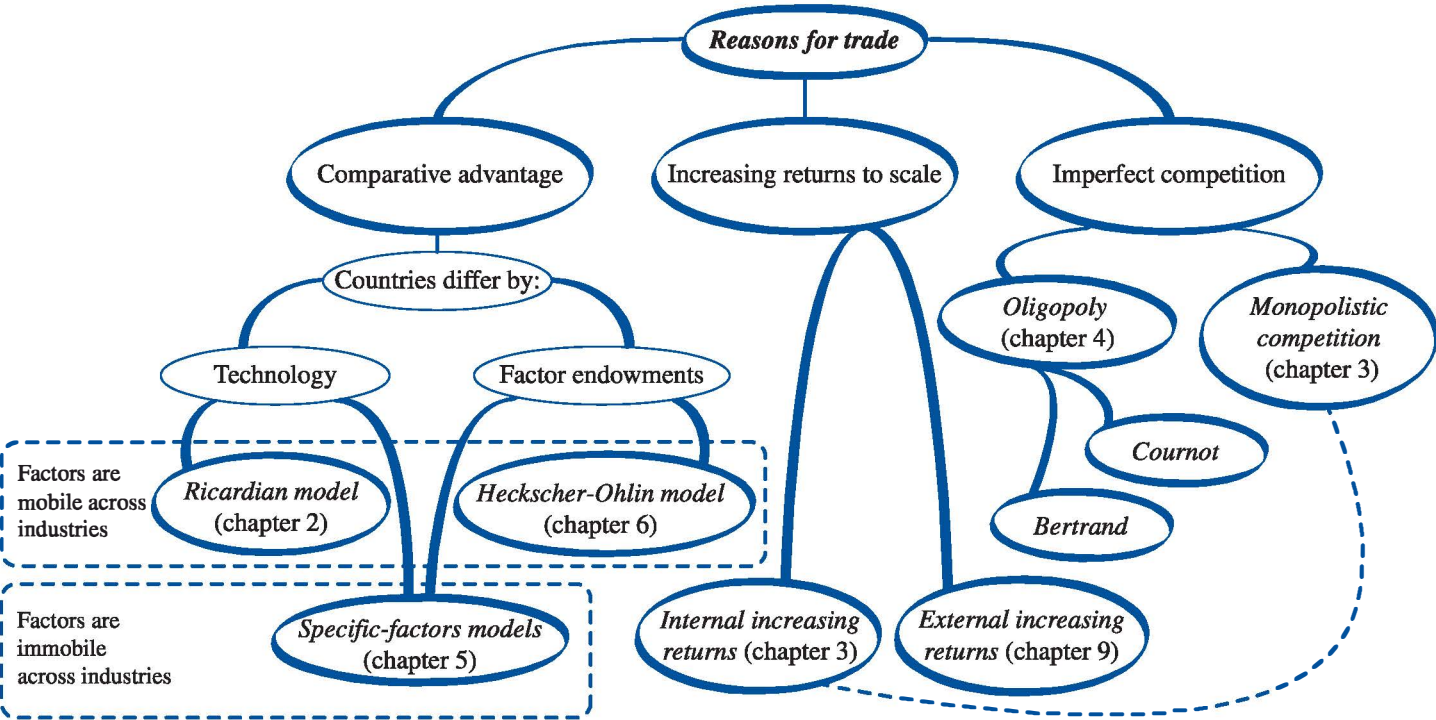 Reasons for trade
Comparative advantage
Increasing returns to scale
Imperfect competition
Countries differ by:
Oligopoly
(chapter 4)
Monopolistic
competition
(chapter 3)
Technology
Factor endowments
Cournot
Bertrand
Factors are
mobile across
industries
Ricardian model
(chapter 2)
Heckscher-Ohlin model
(chapter 6)
Factors are
immobile
across industries
Specific-factors models
(chapter 5)
Internal increasing
returns (chapter 3)
External increasing
returns (chapter 9)